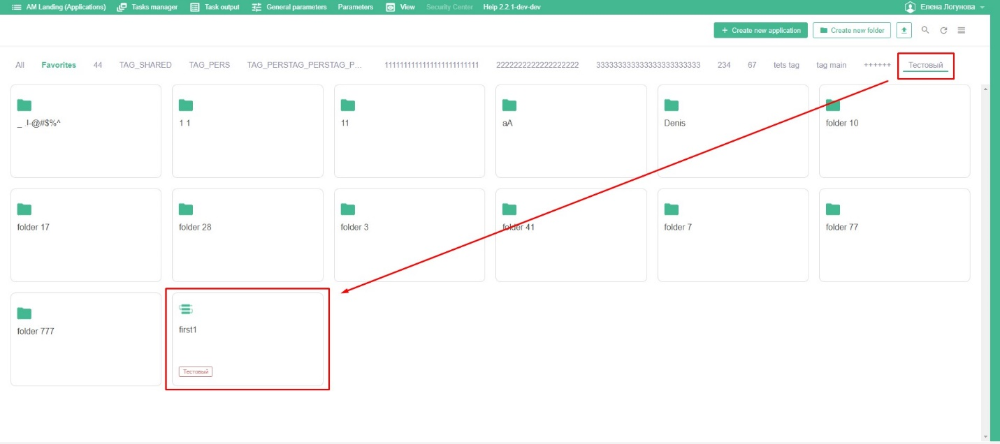 AM Landing (Applications) Tasks manager Task output General parameters Parameters View Security Center Help 2.2.1-dev-dev Елена Логунова
+ Create new application Create new folder
All Favorites 44 TAG_SHARED TAG_PERS TAG_PERSTAG_PERSTAG_P... 1111111111111111111111111 2222222222222222222 3333333333333333333333333 234 67 tets tag tag main ++++++ Тестовый
_ .!-@#$%^ 1 1 11 aA Denis folder 10
folder 17 folder 28 folder 3 folder 41 folder 7 folder 77
folder 777 first1
Тестовый